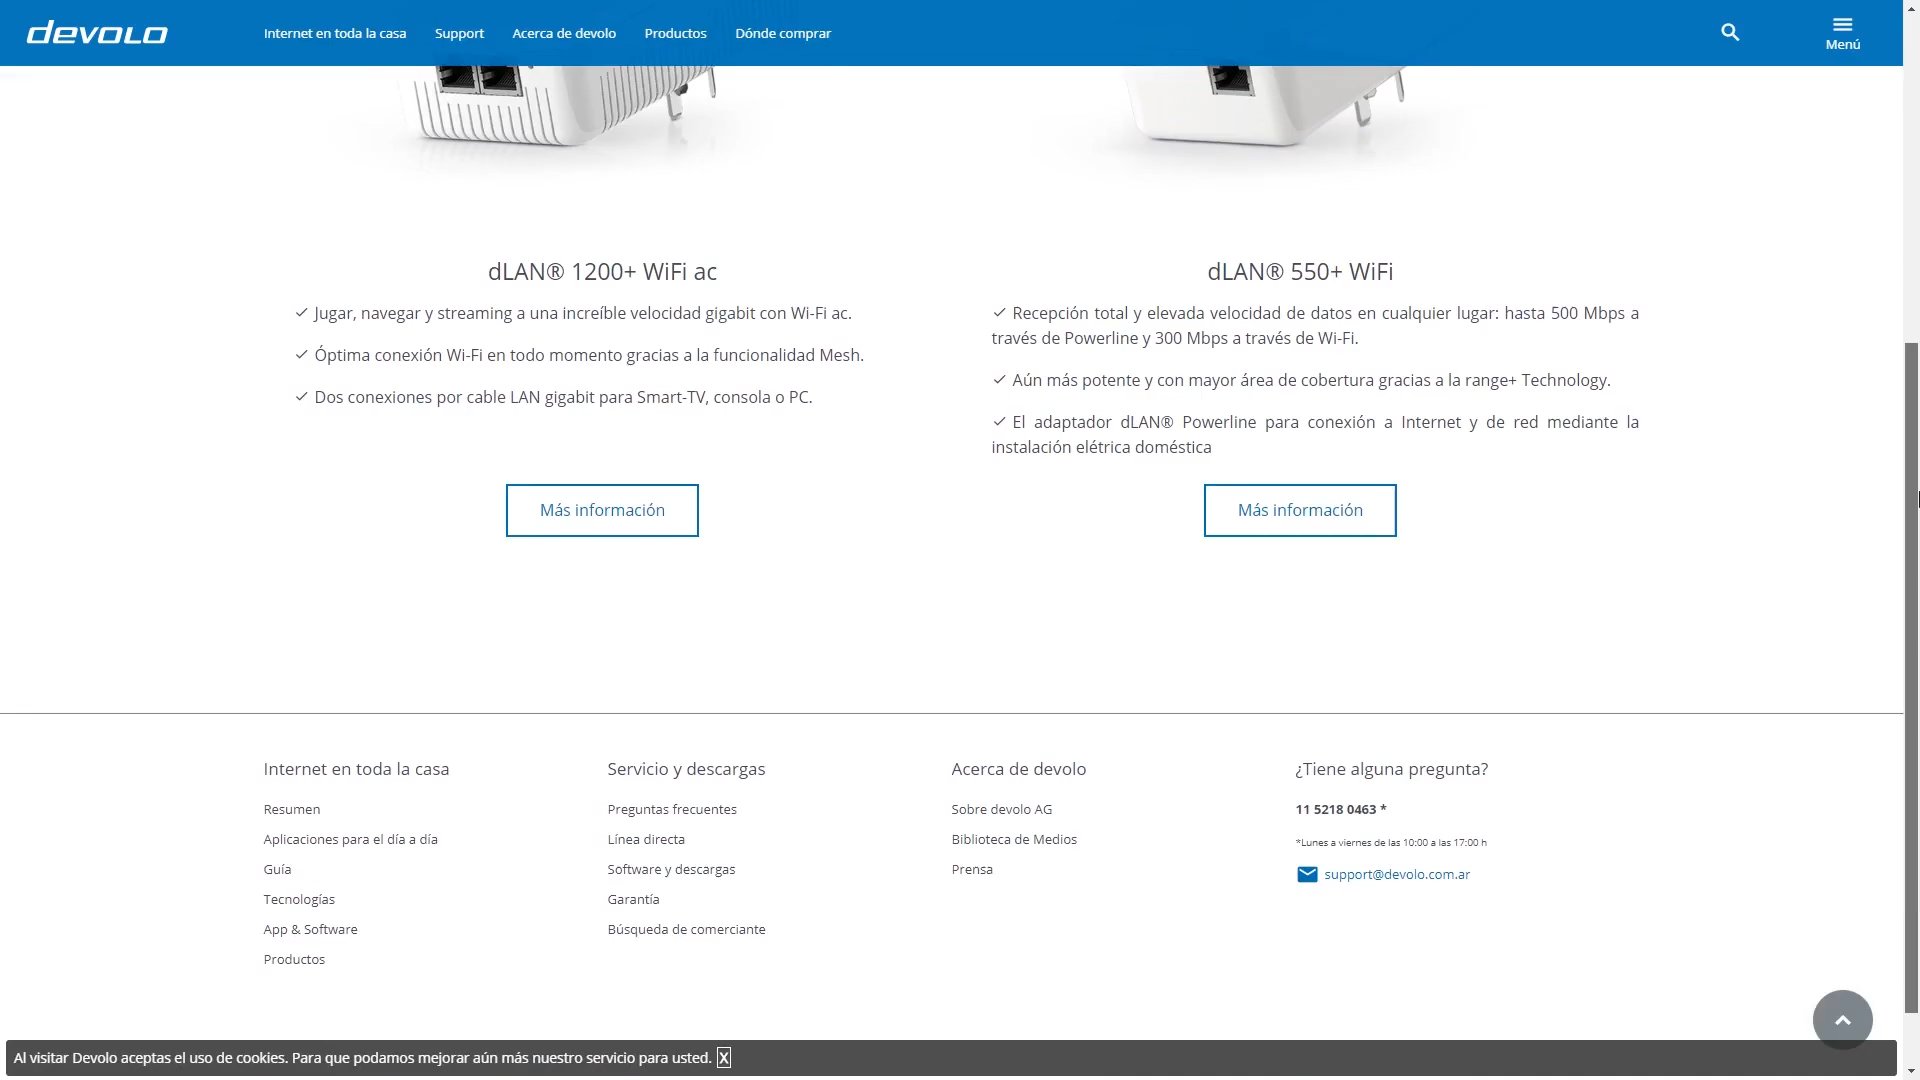 devolo
Internet en toda la casa
Support
Acerca de devolo
Productos
Dónde comprar
Menú
dLAN® 1200+ WiFi ac
Jugar, navegar y streaming a una increíble velocidad gigabit con Wi-Fi ac.
Óptima conexión Wi-Fi en todo momento gracias a la funcionalidad Mesh.
Dos conexiones por cable LAN gigabit para Smart-TV, consola o PC.
Más información
dLAN® 550+ WiFi
Recepción total y elevada velocidad de datos en cualquier lugar: hasta 500 Mbps a
través de Powerline y 300 Mbps a través de Wi-Fi.
Aún más potente y con mayor área de cobertura gracias a la range+ Technology.
El adaptador dLAN® Powerline para conexión a Internet y de red mediante la
instalación elétrica doméstica
Más información
Internet en toda la casa
Resumen
Aplicaciones para el día a día
Guía
Tecnologías
App & Software
Productos
Servicio y descargas
Preguntas frecuentes
Línea directa
Software y descargas
Garantía
Búsqueda de comerciante
Acerca de devolo
Sobre devolo AG
Biblioteca de Medios
Prensa
¿Tiene alguna pregunta?
11 5218 0463 *
*Lunes a viernes de las 10:00 a las 17:00 h
support@devolo.com.ar
Al visitar Devolo aceptas el uso de cookies. Para que podamos mejorar aún más nuestro servicio para usted. X